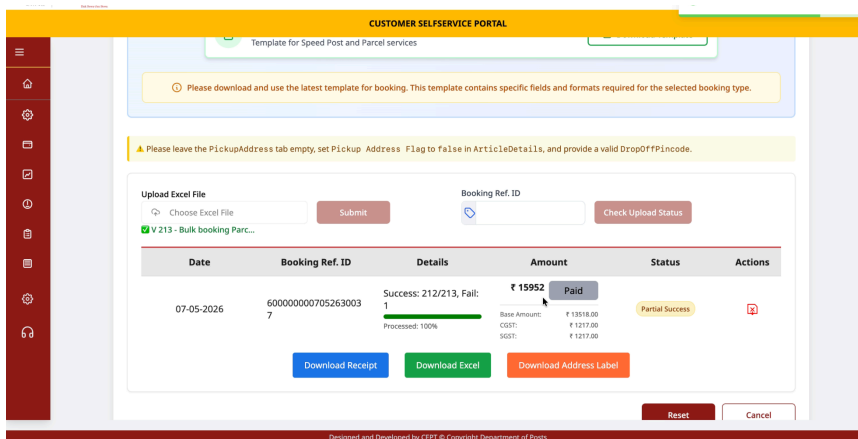 CUSTOMER SELFSERVICE PORTAL
Template for Speed Post and Parcel services
Please download and use the latest template for booking. This template contains specific fields and formats required for the selected booking type.
⚠ Please leave the PickupAddress tab empty, set Pickup Address Flag to false in ArticleDetails, and provide a valid DropOffPincode.
Upload Excel File
Booking Ref. ID
Choose Excel File
Submit
Check Upload Status
✅ V 213 - Bulk booking Parc...
Date Booking Ref. ID Details Amount Status Actions
07-05-2026
600000000705263003
7
Success: 212/213, Fail:
1
Processed: 100%
₹ 15952 Paid
Base Amount: ₹ 13518.00
CGST: ₹ 1217.00
SGST: ₹ 1217.00
Partial Success
Download Receipt Download Excel Download Address Label
Reset Cancel
Designed and Developed by CEPT © Copyright Department of Posts